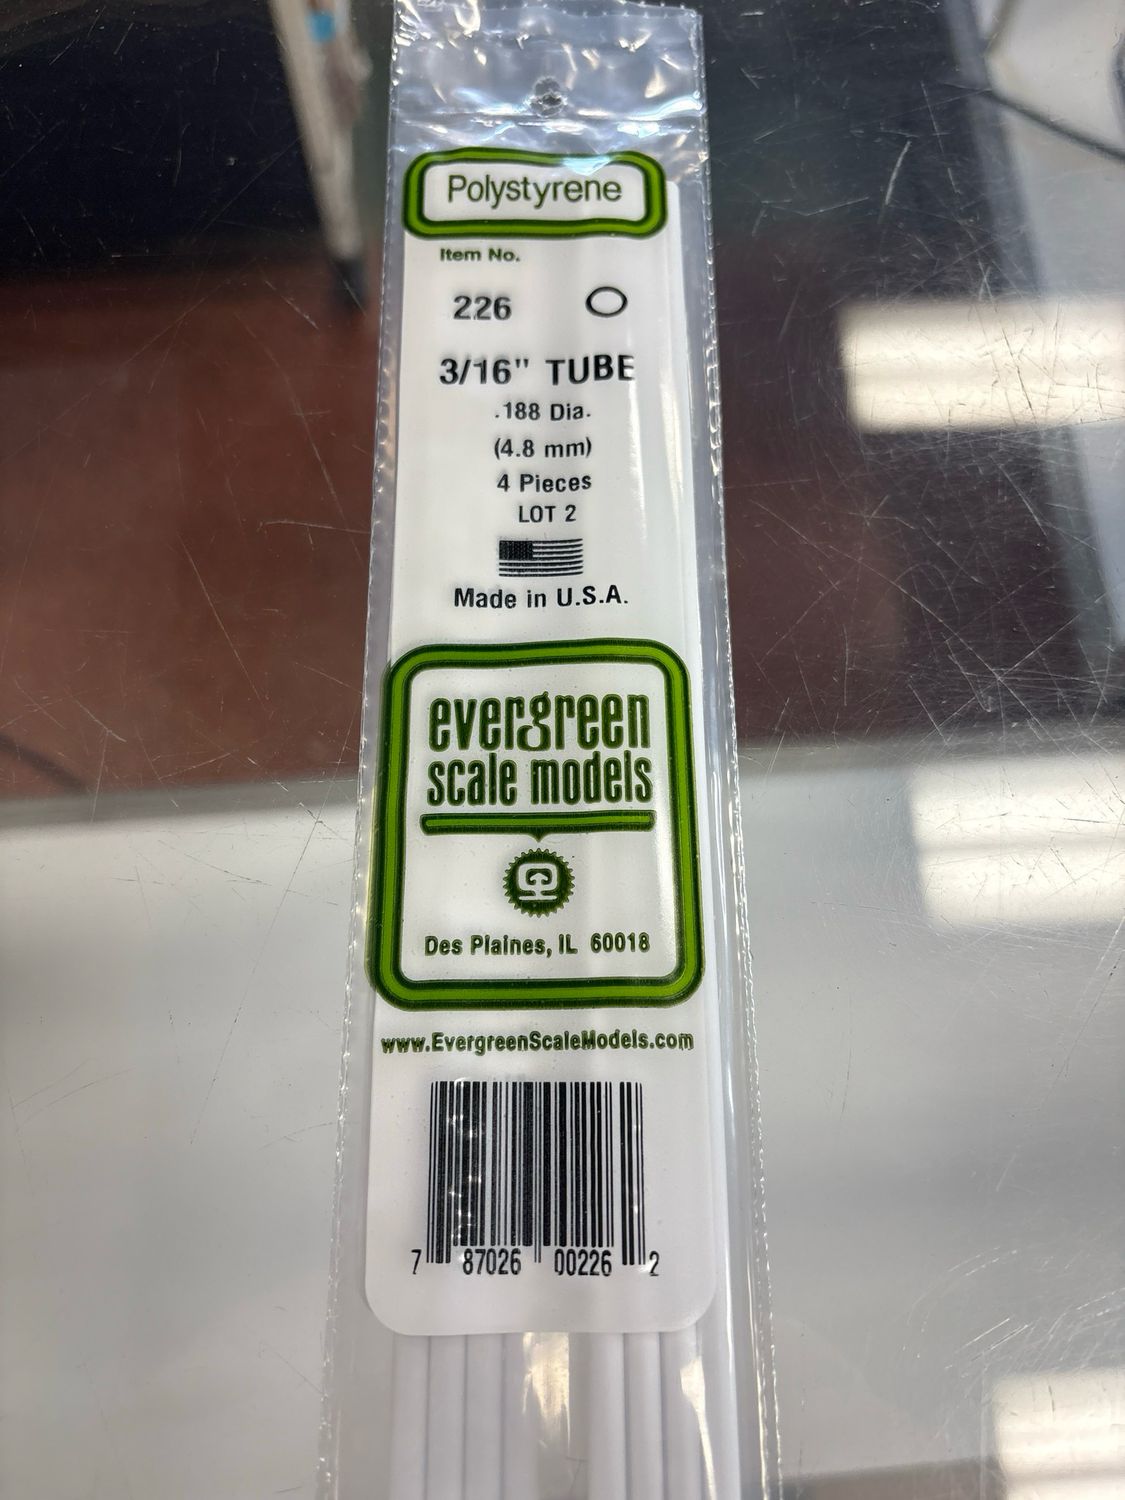 Polystyrene
Item No.
226
3/16" TUBE
.188 Dia.
(4.8 mm)
4 Pieces
LOT 2
Made in U.S.A.
evergreen
scale models
Des Plaines, IL 60018
www.EvergreenScaleModels.com
7 87026 00226 2